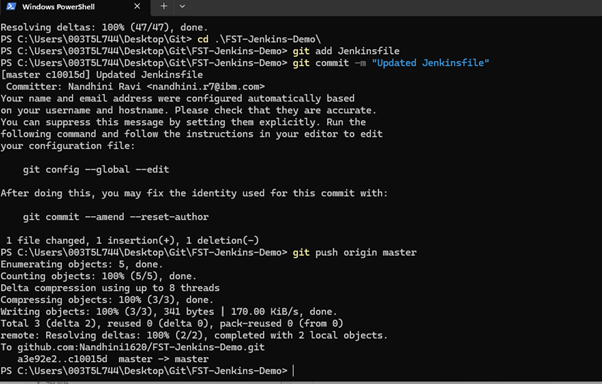 Windows PowerShell
Resolving deltas: 100% (47/47), done.
PS C:\Users\003T5L744\Desktop\Git> cd .\FST-Jenkins-Demo\
PS C:\Users\003T5L744\Desktop\Git\FST-Jenkins-Demo> git add Jenkinsfile
PS C:\Users\003T5L744\Desktop\Git\FST-Jenkins-Demo> git commit -m "Updated Jenkinsfile"
[master c10015d] Updated Jenkinsfile
 Committer: Nandhini Ravi <nandhini.r7@ibm.com>
Your name and email address were configured automatically based
on your username and hostname. Please check that they are accurate.
You can suppress this message by setting them explicitly. Run the
following command and follow the instructions in your editor to edit
your configuration file:
    git config --global --edit
After doing this, you may fix the identity used for this commit with:
    git commit --amend --reset-author
 1 file changed, 1 insertion(+), 1 deletion(-)
PS C:\Users\003T5L744\Desktop\Git\FST-Jenkins-Demo> git push origin master
Enumerating objects: 5, done.
Counting objects: 100% (5/5), done.
Delta compression using up to 8 threads
Compressing objects: 100% (3/3), done.
Writing objects: 100% (3/3), 341 bytes | 170.00 KiB/s, done.
Total 3 (delta 2), reused 0 (delta 0), pack-reused 0 (from 0)
remote: Resolving deltas: 100% (2/2), completed with 2 local objects.
To github.com:Nandhini1620/FST-Jenkins-Demo.git
   a3e92e2..c10015d  master -> master
PS C:\Users\003T5L744\Desktop\Git\FST-Jenkins-Demo>